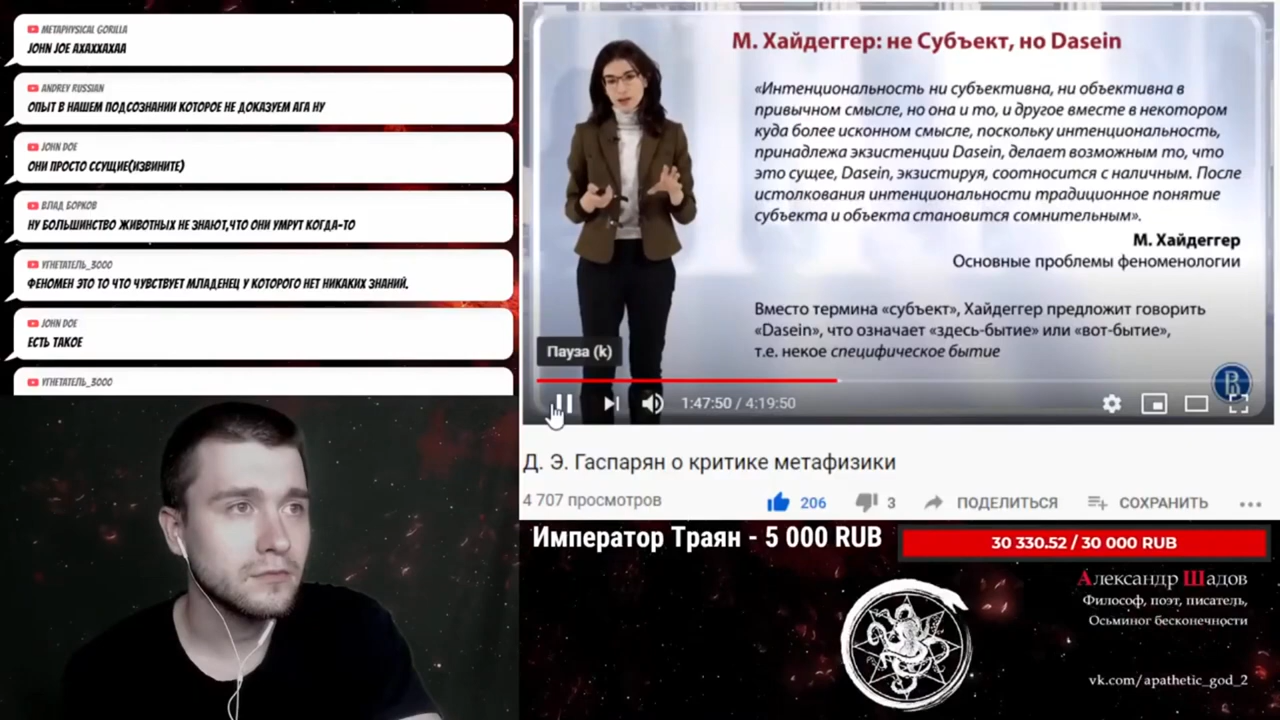 METAPHYSICAL GORILLA
JOHN JOE АХАХХАХАА
ANDREY RUSSIAN
ОПЫТ В НАШЕМ ПОДСОЗНАНИИ КОТОРОЕ НЕ ДОКАЗУЕМ АГА НУ
JOHN DOE
ОНИ ПРОСТО ССУЩИЕ(ИЗВИНИТЕ)
ВЛАД БОРКОВ
НУ БОЛЬШИНСТВО ЖИВОТНЫХ НЕ ЗНАЮТ,ЧТО ОНИ УМРУТ КОГДА-ТО
УГНЕТАТЕЛЬ_3000
ФЕНОМЕН ЭТО ТО ЧТО ЧУВСТВУЕТ МЛАДЕНЕЦ У КОТОРОГО НЕТ НИКАКИХ ЗНАНИЙ.
JOHN DOE
ЕСТЬ ТАКОЕ
УГНЕТАТЕЛЬ_3000
М. Хайдеггер: не Субъект, но Dasein
«Интенциональность ни субъективна, ни объективна в
привычном смысле, но она и то, и другое вместе в некотором
куда более исконном смысле, поскольку интенциональность,
принадлежа экзистенции Dasein, делает возможным то, что
это сущее, Dasein, экзистируя, соотносится с наличным. После
истолкования интенциональности традиционное понятие
субъекта и объекта становится сомнительным».
М. Хайдеггер
Основные проблемы феноменологии
Вместо термина «субъект», Хайдеггер предложит говорить
«Dasein», что означает «здесь-бытие» или «вот-бытие»,
т.е. некое специфическое бытие
Пауза (k)
1:47:50 / 4:19:50
Д. Э. Гаспарян о критике метафизики
4 707 просмотров
206
3
ПОДЕЛИТЬСЯ
СОХРАНИТЬ
Император Траян - 5 000 RUB
30 330.52 / 30 000 RUB
Александр Шадов
Философ, поэт, писатель,
Осьминог бесконечности
vk.com/apathetic_god_2